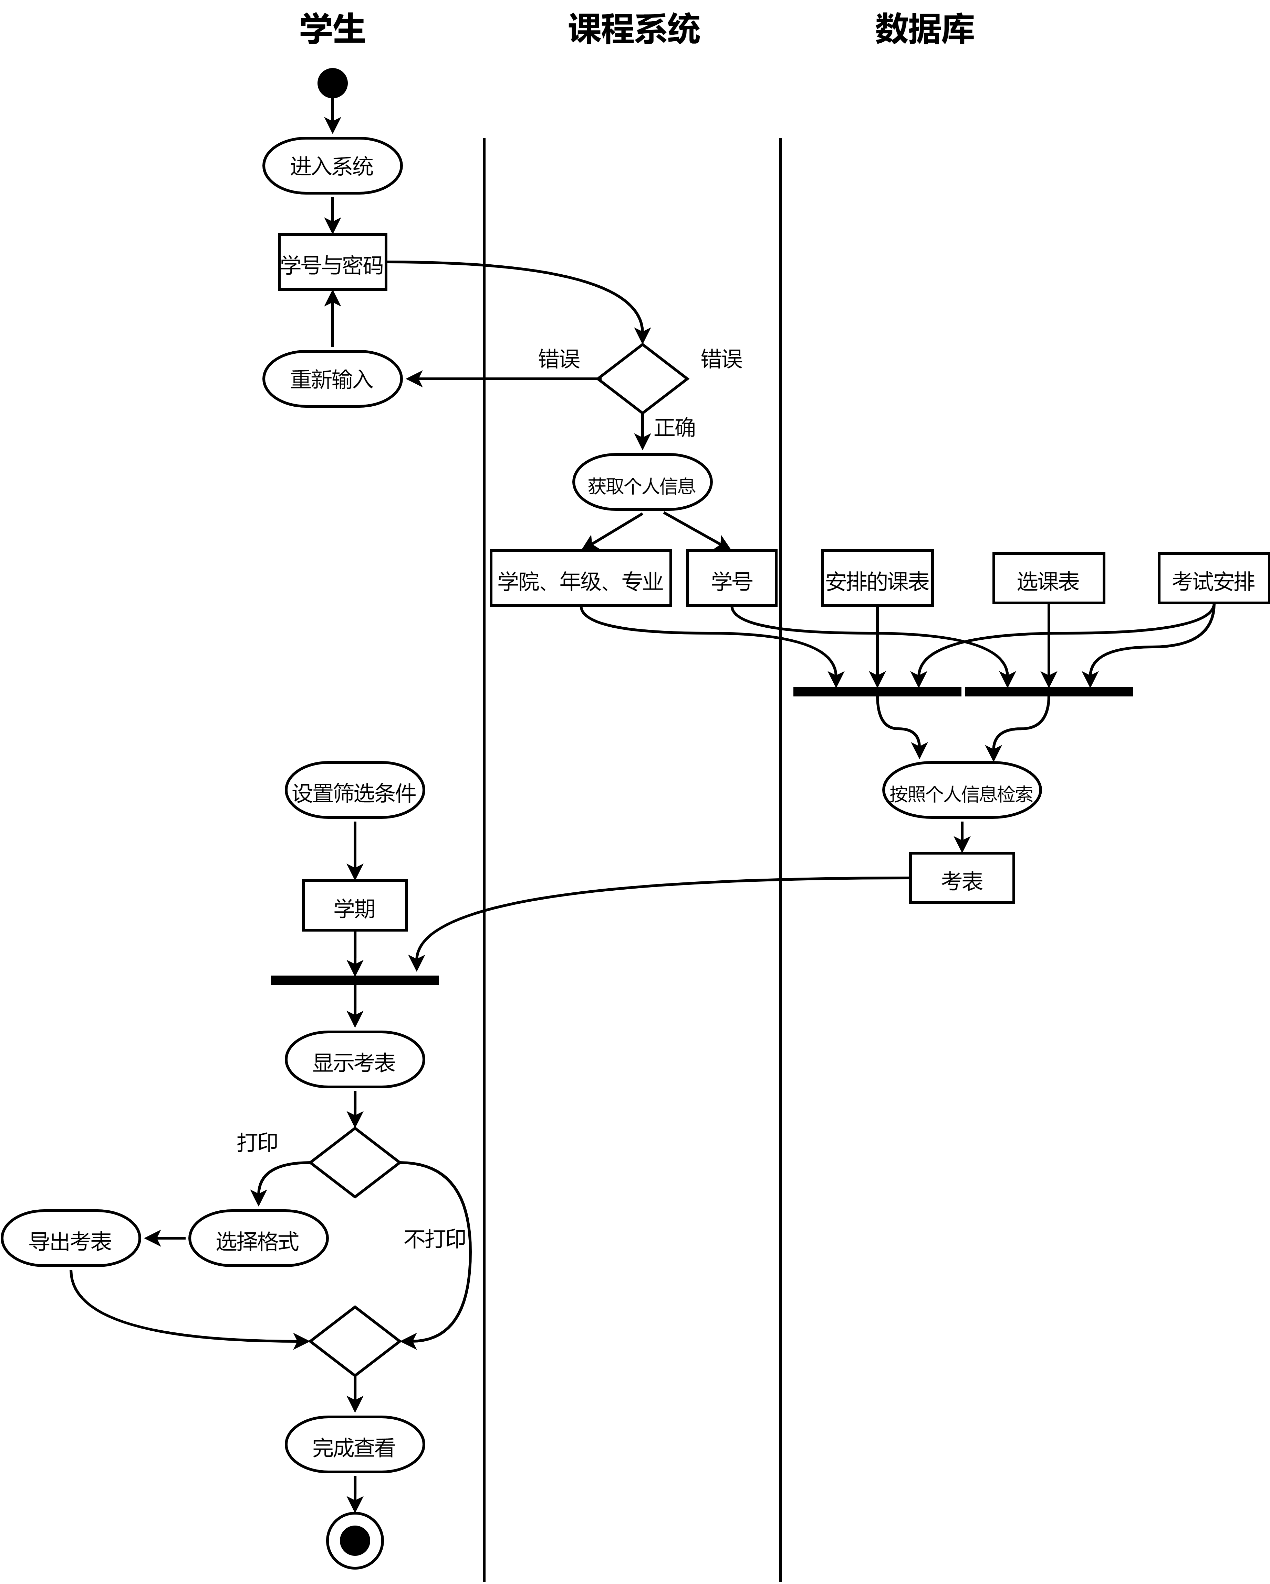 学生
课程系统
数据库
进入系统
学号与密码
错误
错误
重新输入
正确
获取个人信息
学院、年级、专业
学号
安排的课表
选课表
考试安排
设置筛选条件
按照个人信息检索
学期
考表
显示考表
打印
不打印
导出考表
选择格式
完成查看